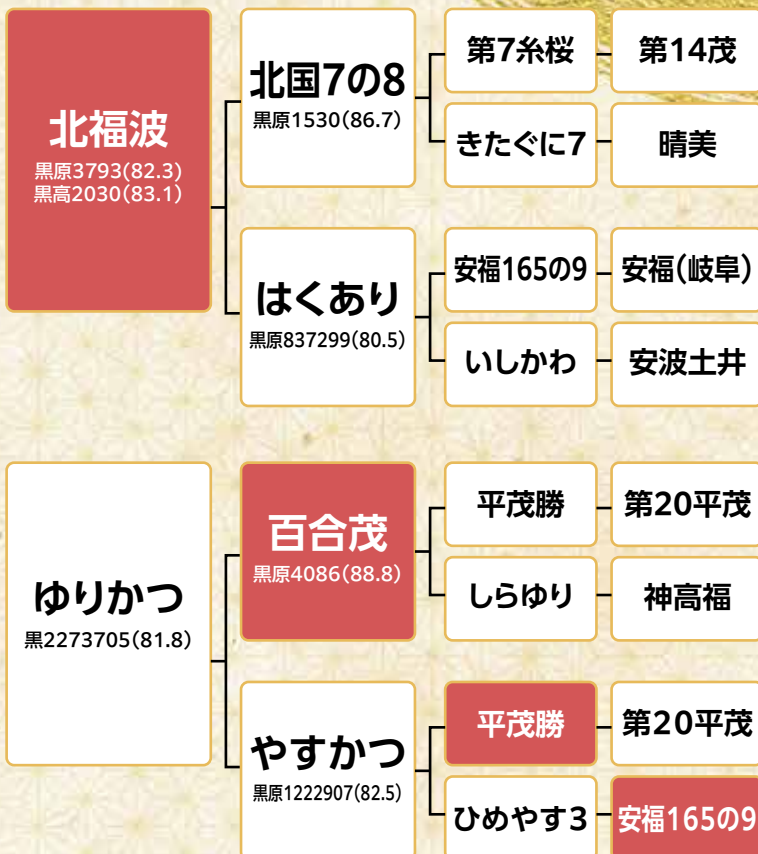 北福波
黒原3793(82.3)
黒高2030(83.1)
北国7の8
黒原1530(86.7)
第7糸桜
第14茂
きたぐに7
晴美
はくあり
黒原837299(80.5)
安福165の9
安福(岐阜)
いしかわ
安波土井
ゆりかつ
黒2273705(81.8)
百合茂
黒原4086(88.8)
平茂勝
第20平茂
しらゆり
神高福
やすかつ
黒原1222907(82.5)
平茂勝
第20平茂
ひめやす3
安福165の9